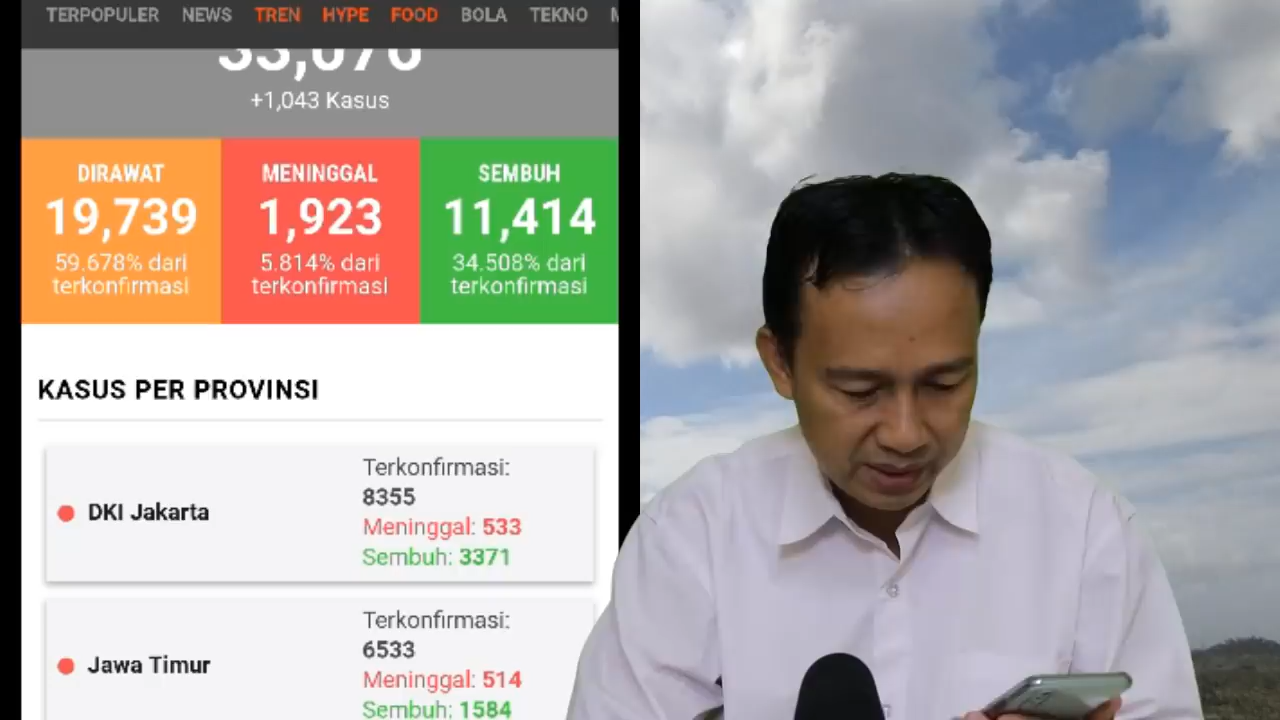 TERPOPULER NEWS TREN HYPE FOOD BOLA TEKNO
33,076
+1,043 Kasus
DIRAWAT
19,739
59.678% dari
terkonfirmasi
MENINGGAL
1,923
5.814% dari
terkonfirmasi
SEMBUH
11,414
34.508% dari
terkonfirmasi
KASUS PER PROVINSI
DKI Jakarta
Terkonfirmasi:
8355
Meninggal: 533
Sembuh: 3371
Jawa Timur
Terkonfirmasi:
6533
Meninggal: 514
Sembuh: 1584